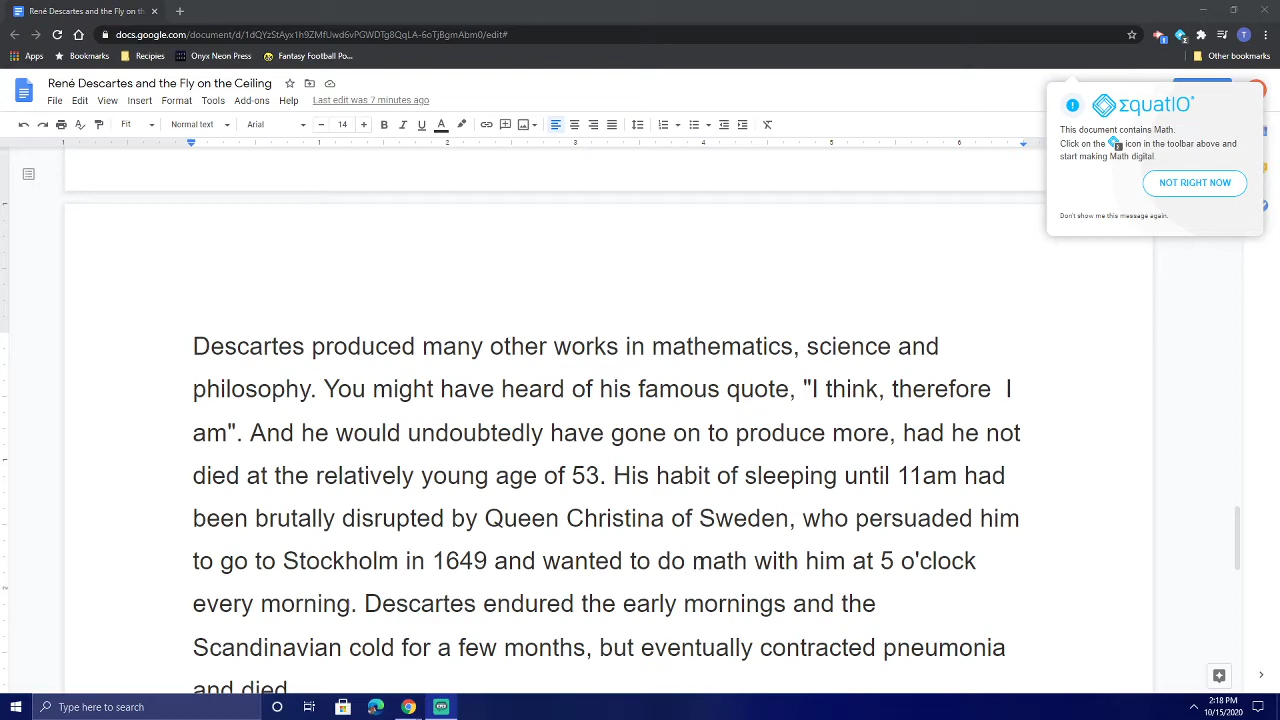 René Descartes and the Fly on th
docs.google.com/document/d/1dQYzStAyx1h9ZMfUwd6vPGWDTg8QqLA-6oTjBgmAbm0/edit#
Apps Bookmarks Recipies Onyx Neon Press Fantasy Football Po... Other bookmarks
René Descartes and the Fly on the Ceiling
File Edit View Insert Format Tools Add-ons Help Last edit was 7 minutes ago
Fit Normal text Arial 14
EquatIO
This document contains Math.
Click on the icon in the toolbar above and
start making Math digital.
NOT RIGHT NOW
Don't show me this message again.
Descartes produced many other works in mathematics, science and
philosophy. You might have heard of his famous quote, "I think, therefore I
am". And he would undoubtedly have gone on to produce more, had he not
died at the relatively young age of 53. His habit of sleeping until 11am had
been brutally disrupted by Queen Christina of Sweden, who persuaded him
to go to Stockholm in 1649 and wanted to do math with him at 5 o'clock
every morning. Descartes endured the early mornings and the
Scandinavian cold for a few months, but eventually contracted pneumonia
and died.
Type here to search
2:18 PM
10/15/2020